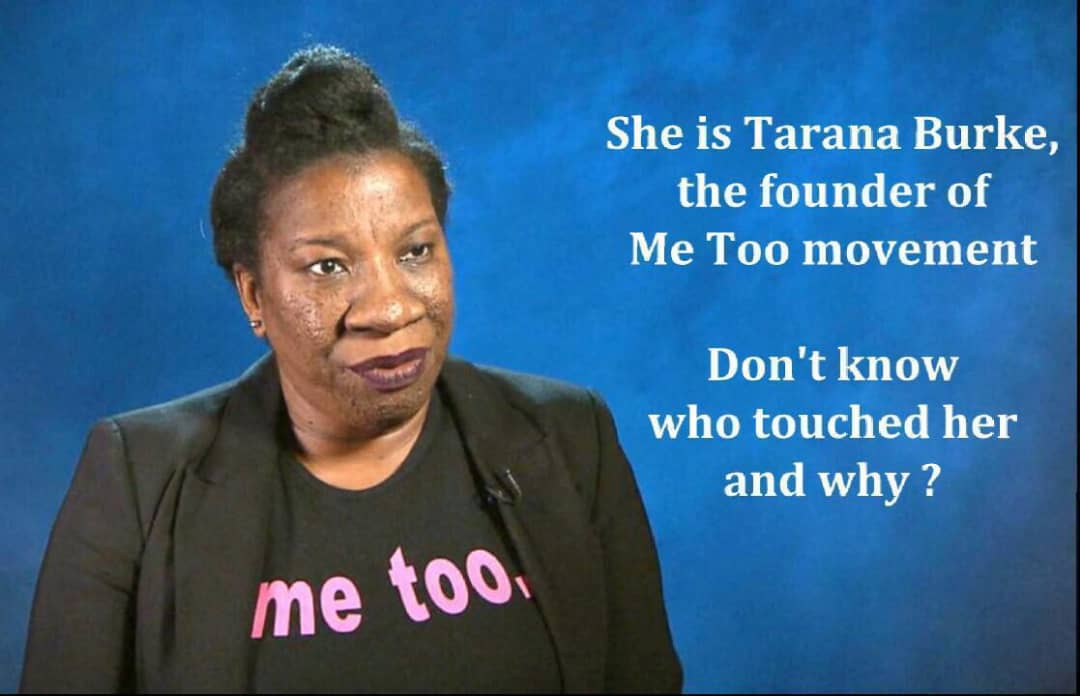 She is Tarana Burke,
the founder of
Me Too movement
Don't know
who touched her
and why ?
me too.